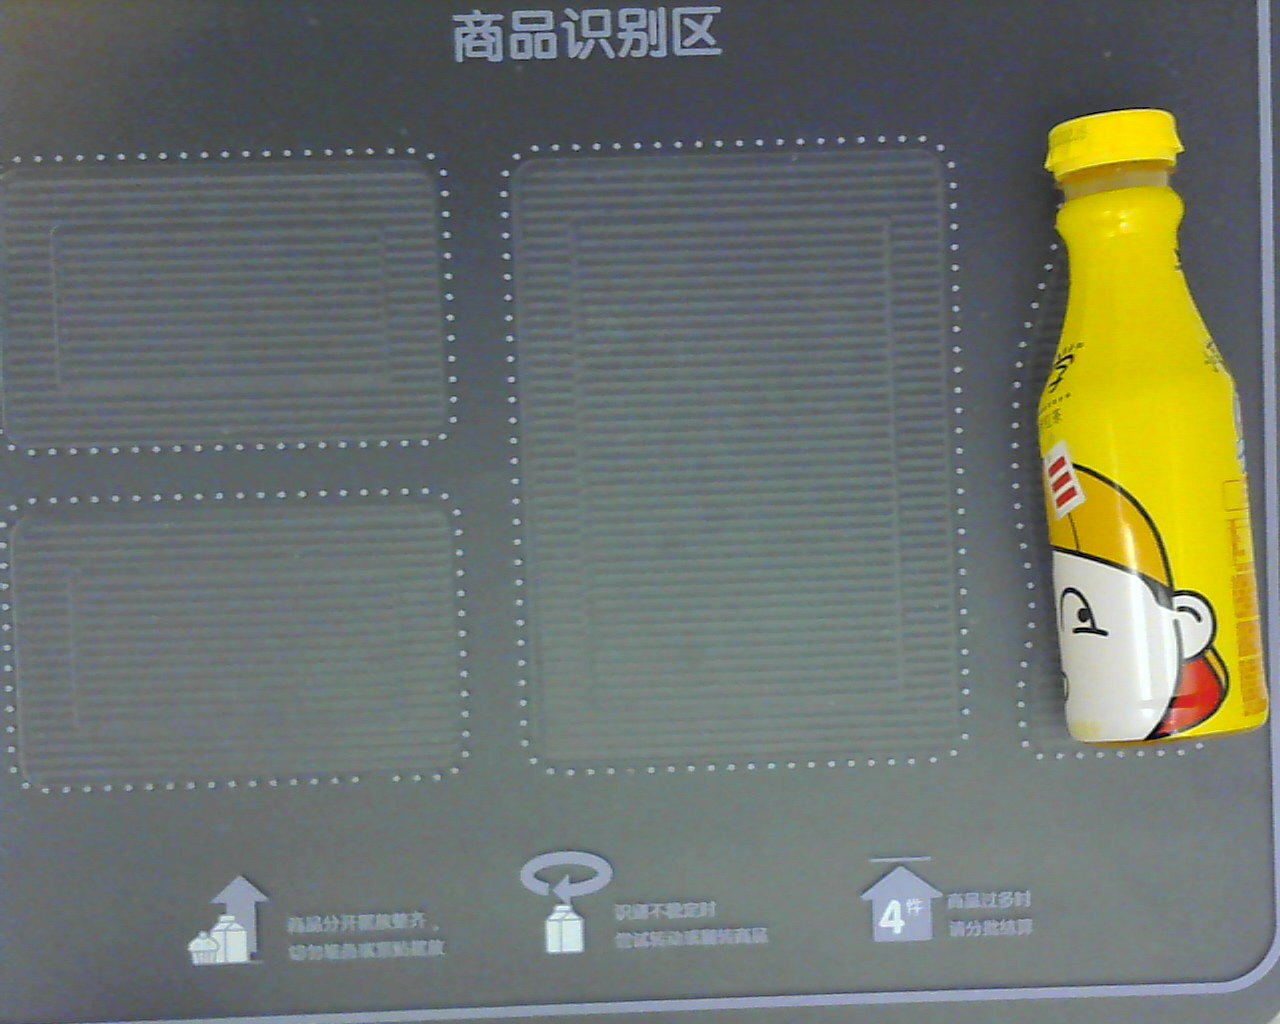 商品识别区
红茶
商品分开摆放整齐，
切勿堆叠或紧贴摆放
识别不稳定时
尝试转动或翻转商品
4件
商品过多时
请分批结算